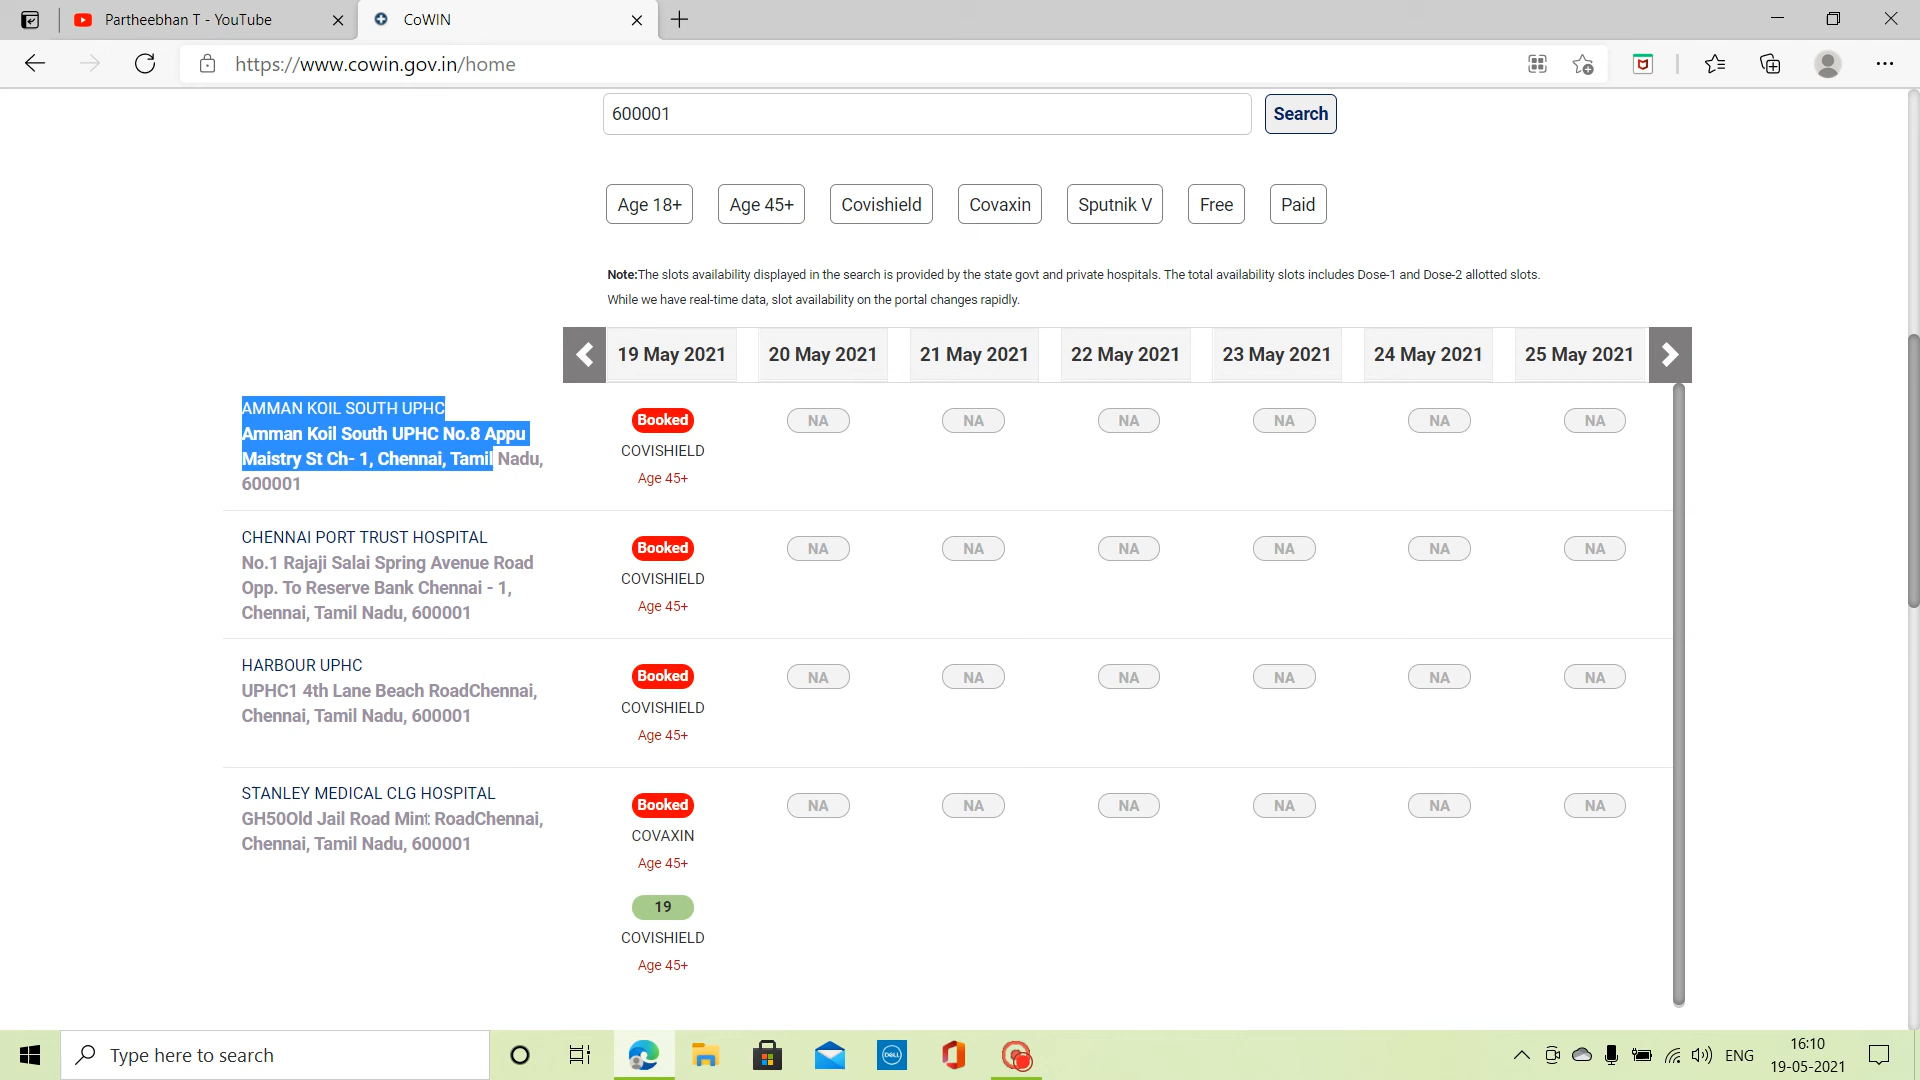 Partheebhan T - YouTube
CoWIN
https://www.cowin.gov.in/home
600001
Search
Age 18+
Age 45+
Covishield
Covaxin
Sputnik V
Free
Paid
Note:The slots availability displayed in the search is provided by the state govt and private hospitals. The total availability slots includes Dose-1 and Dose-2 allotted slots.
While we have real-time data, slot availability on the portal changes rapidly.
19 May 2021
20 May 2021
21 May 2021
22 May 2021
23 May 2021
24 May 2021
25 May 2021
AMMAN KOIL SOUTH UPHC
Amman Koil South UPHC No.8 Appu
Maistry St Ch- 1, Chennai, Tamil Nadu,
600001
Booked
COVISHIELD
Age 45+
NA
NA
NA
NA
NA
NA
CHENNAI PORT TRUST HOSPITAL
No.1 Rajaji Salai Spring Avenue Road
Opp. To Reserve Bank Chennai - 1,
Chennai, Tamil Nadu, 600001
Booked
COVISHIELD
Age 45+
NA
NA
NA
NA
NA
NA
HARBOUR UPHC
UPHC1 4th Lane Beach RoadChennai,
Chennai, Tamil Nadu, 600001
Booked
COVISHIELD
Age 45+
NA
NA
NA
NA
NA
NA
STANLEY MEDICAL CLG HOSPITAL
GH50Old Jail Road Mint RoadChennai,
Chennai, Tamil Nadu, 600001
Booked
COVAXIN
Age 45+
NA
NA
NA
NA
NA
NA
19
COVISHIELD
Age 45+
Type here to search
DELL
ENG
16:10
19-05-2021